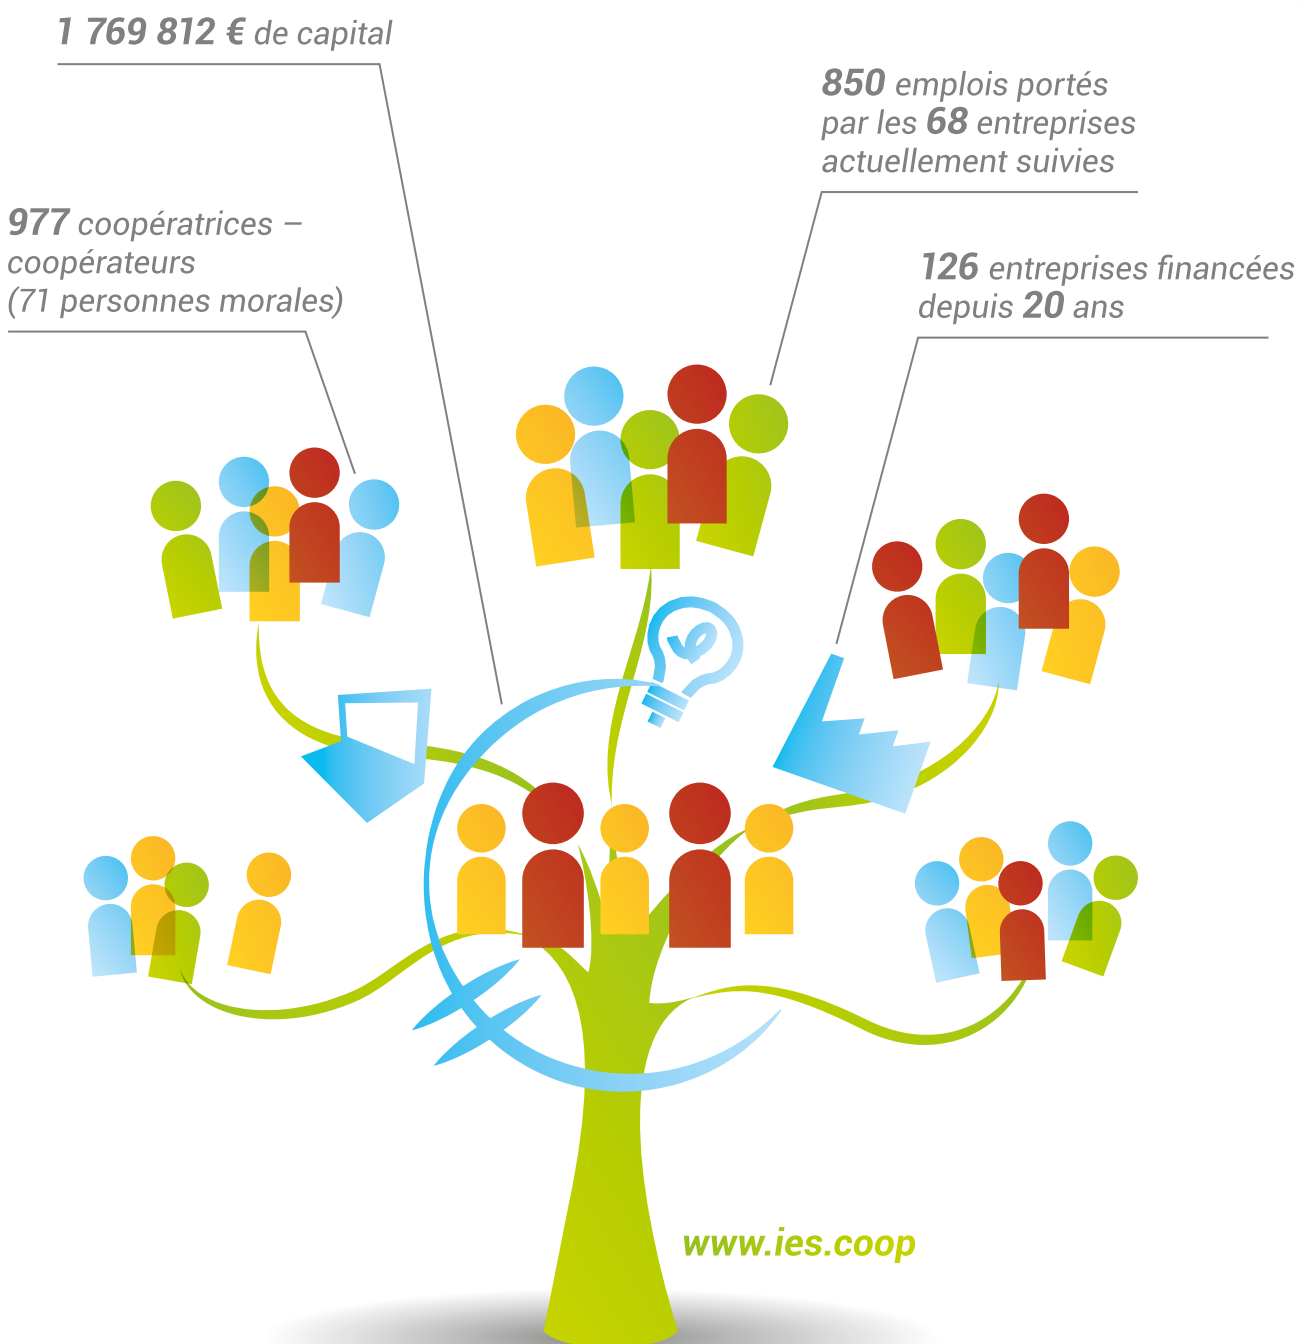 1 769 812 € de capital
850 emplois portés
par les 68 entreprises
actuellement suivies
977 coopératrices –
coopérateurs
(71 personnes morales)
126 entreprises financées
depuis 20 ans
www.ies.coop